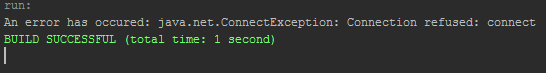 run:
An error has occured: java.net.ConnectException: Connection refused: connect
BUILD SUCCESSFUL (total time: 1 second)